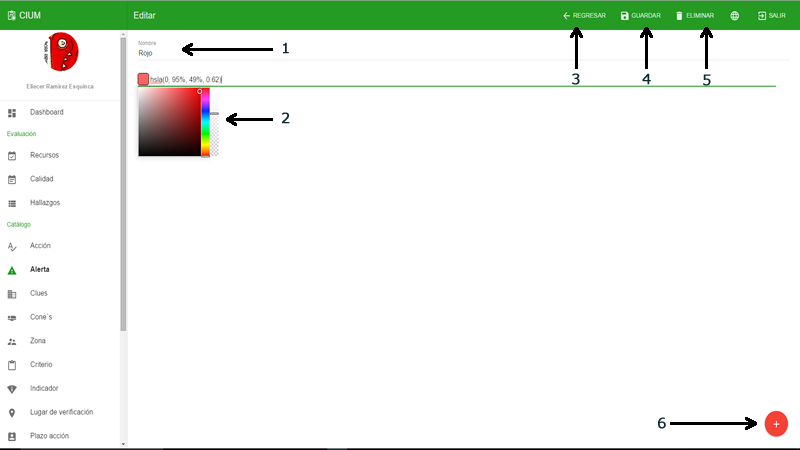 CIUM
Editar
REGRESAR
GUARDAR
ELIMINAR
SALIR
Eliecer Ramirez Esquinca
Dashboard
Evaluación
Recursos
Calidad
Hallazgos
Catálogo
Acción
Alerta
Clues
Cone´s
Zona
Criterio
Indicador
Lugar de verificación
Plazo acción
Nombre
Rojo
1
hsla(0, 95%, 49%, 0.62)
2
3
4
5
6
+